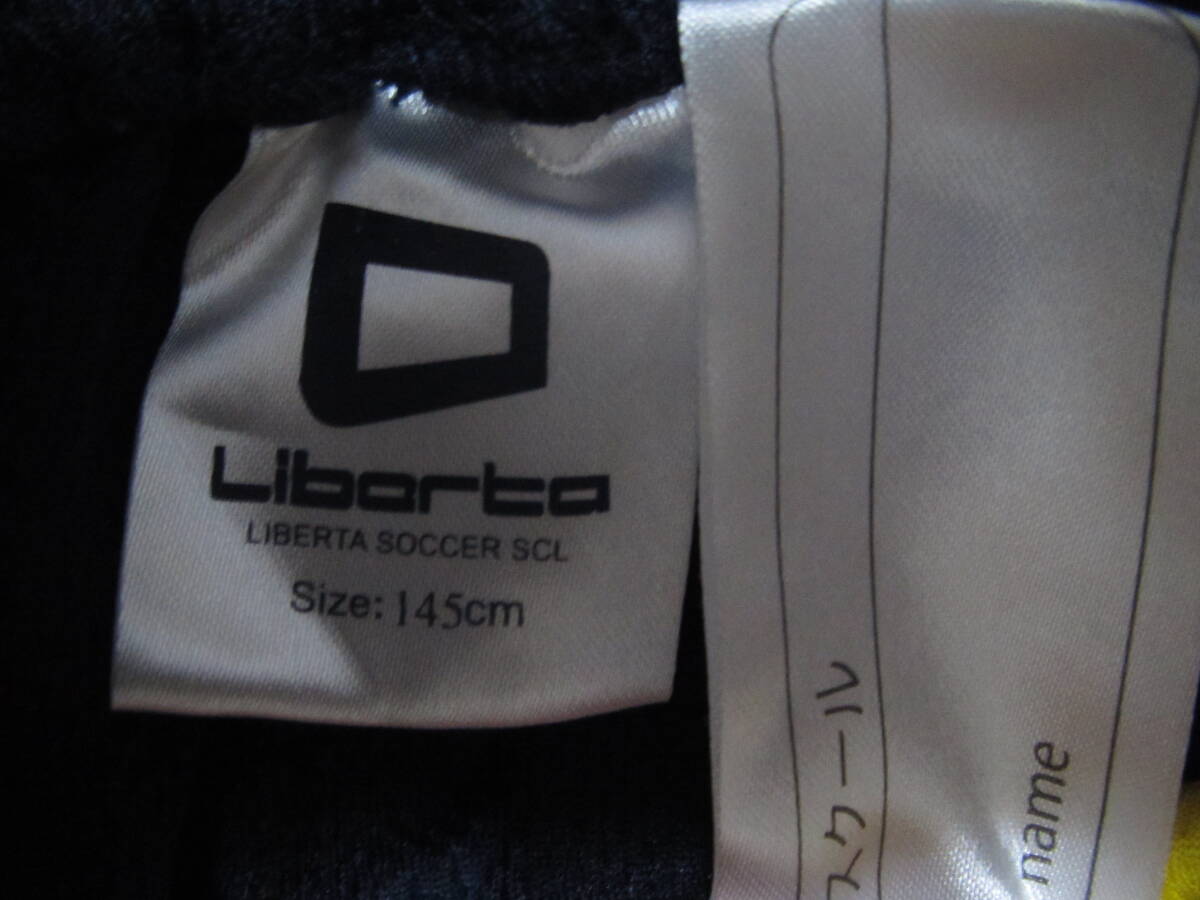 Liberta
LIBERTA SOCCER SCL
Size: 145cm
スクール
name